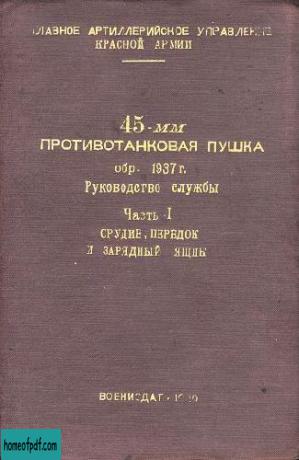 ГЛАВНОЕ АРТИЛЛЕРИЙСКОЕ УПРАВЛЕНИЕ
КРАСНОЙ АРМИИ
45-мм
ПРОТИВОТАНКОВАЯ ПУШКА
обр. 1937 г.
Руководство службы
Часть I
ОРУДИЕ, ПЕРЕДОК
И ЗАРЯДНЫЙ ЯЩИК
ВОЕНИЗДАТ - 1940
homeofpdf.com